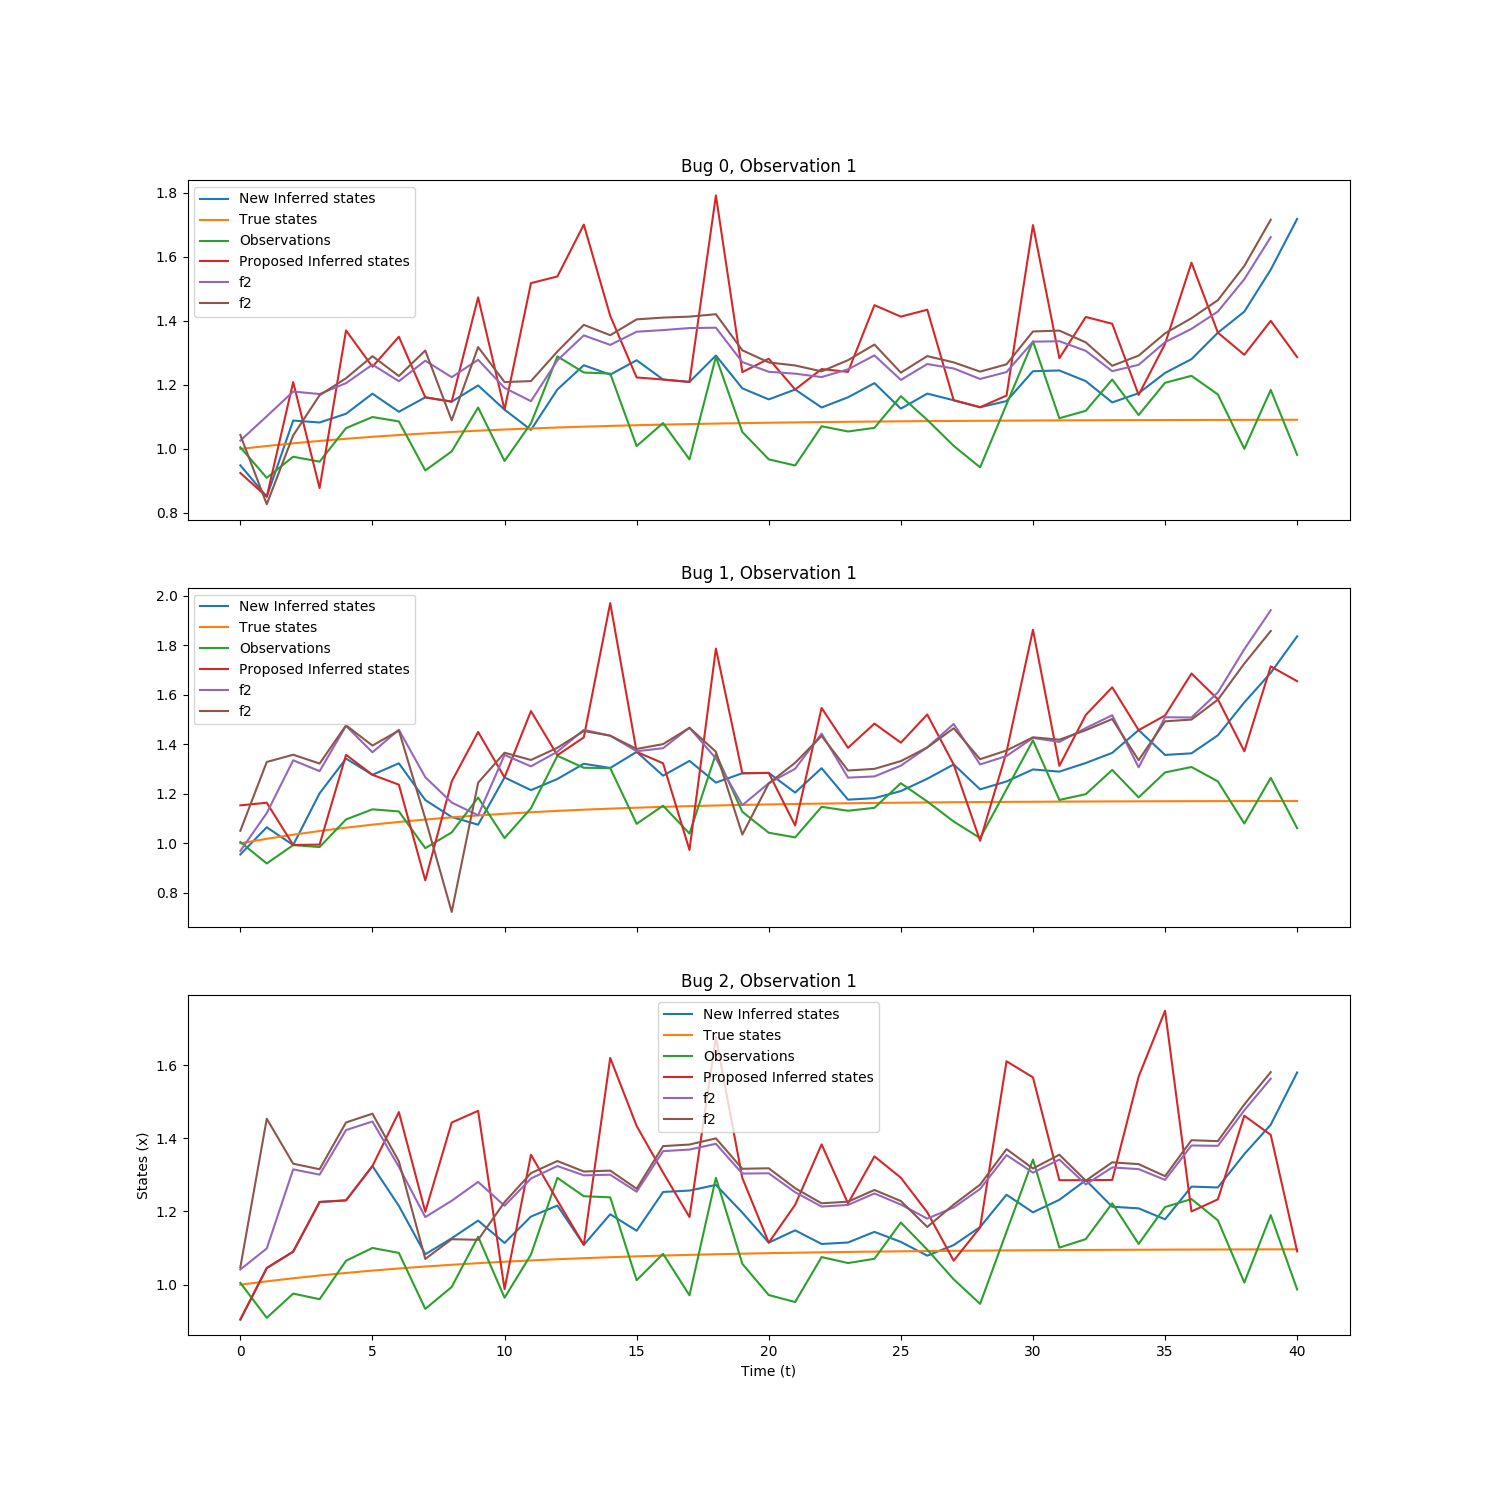 Bug 0, Observation 1
1.8
1.6
1.4
1.2
1.0
0.8
New Inferred states
True states
Observations
Proposed Inferred states
f2
f2
Bug 1, Observation 1
2.0
1.8
1.6
1.4
1.2
1.0
0.8
New Inferred states
True states
Observations
Proposed Inferred states
f2
f2
Bug 2, Observation 1
States (x)
1.6
1.4
1.2
1.0
New Inferred states
True states
Observations
Proposed Inferred states
f2
f2
0 5 10 15 20 25 30 35 40
Time (t)